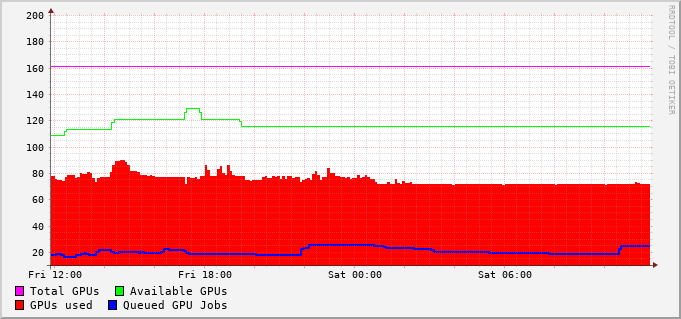 200
180
160
140
120
100
80
60
40
20
Fri 12:00 Fri 18:00 Sat 00:00 Sat 06:00
Total GPUs Available GPUs
GPUs used Queued GPU Jobs
RRDTOOL / TOBI OETIKER